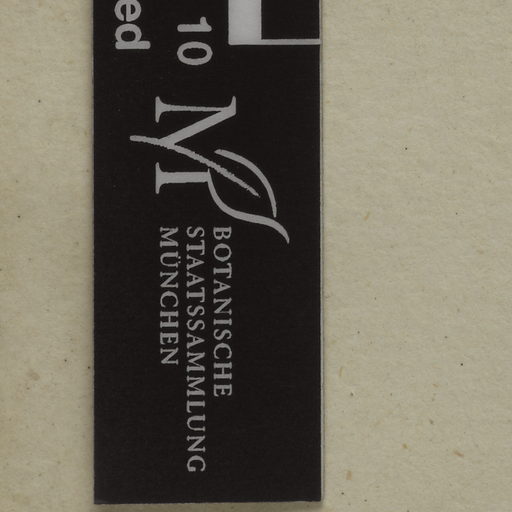 10
ed
M
BOTANISCHE
STAATSSAMMLUNG
MÜNCHEN